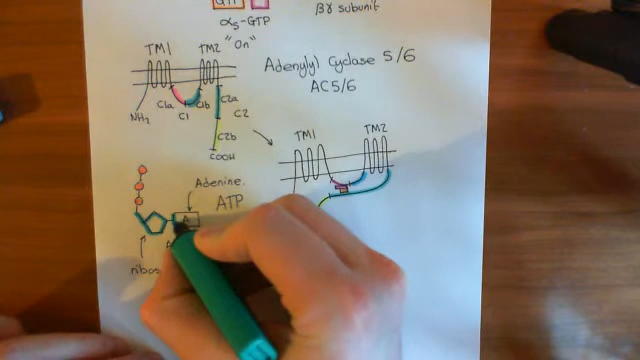 βγ subunit
αs-GTP
"On"
Adenylyl Cyclase 5/6
AC5/6
TM1
TM2
C1a
C1b
C1
C2a
C2
NH2
C2b
COOH
TM1
TM2
Adenine.
ATP
A